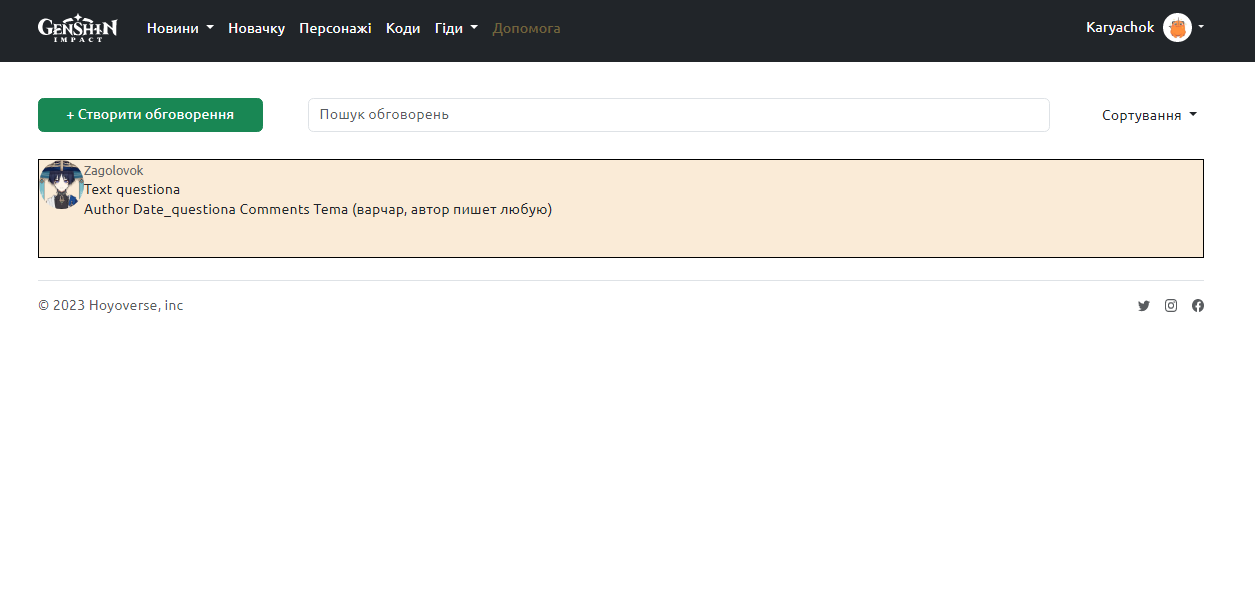 GENSHIN IMPACT Новини Новачку Персонажі Коди Гіди Допомога Karyachok
+ Створити обговорення Пошук обговорень Сортування
Zagolovok
Text questiona
Author Date_questiona Comments Tema (варчар, автор пишет любую)
© 2023 Hoyoverse, inc